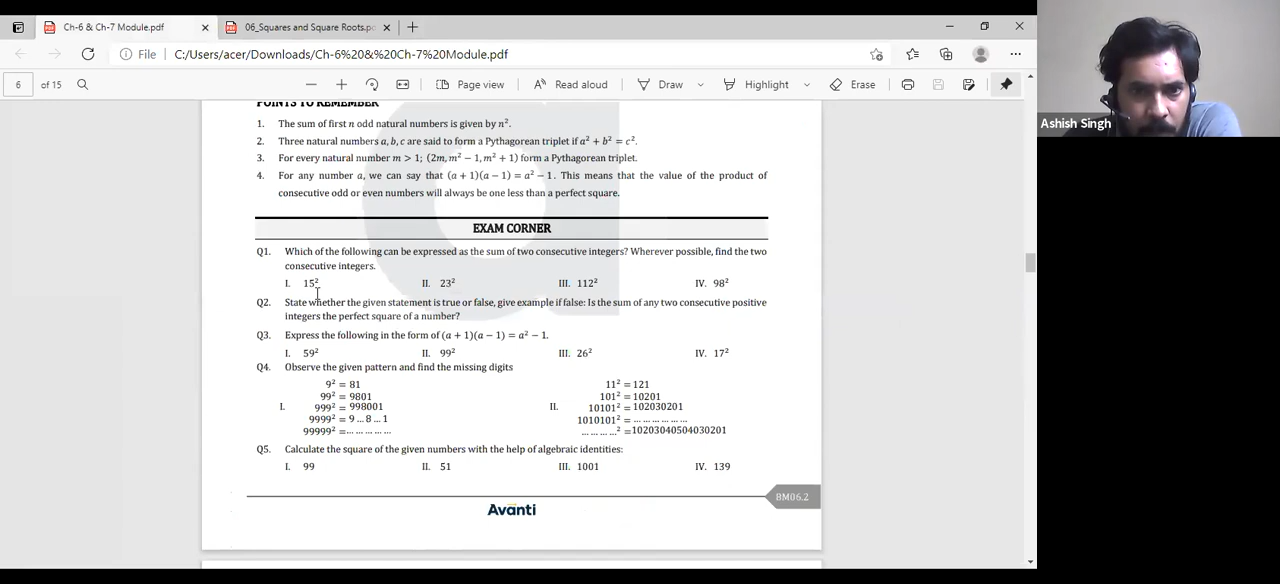 Ch-6 & Ch-7 Module.pdf
06_Squares and Square Roots.p
File C:/Users/acer/Downloads/Ch-6%20&%20Ch-7%20Module.pdf
6 of 15 Page view Read aloud Draw Highlight Erase
Ashish Singh
POINTS TO REMEMBER
1. The sum of first n odd natural numbers is given by n².
2. Three natural numbers a, b, c are said to form a Pythagorean triplet if a² + b² = c².
3. For every natural number m > 1; (2m, m² − 1, m² + 1) form a Pythagorean triplet.
4. For any number a, we can say that (a + 1)(a − 1) = a² − 1. This means that the value of the product of
consecutive odd or even numbers will always be one less than a perfect square.
EXAM CORNER
Q1. Which of the following can be expressed as the sum of two consecutive integers? Wherever possible, find the two
consecutive integers.
I. 15² II. 23² III. 112² IV. 98²
Q2. State whether the given statement is true or false, give example if false: Is the sum of any two consecutive positive
integers the perfect square of a number?
Q3. Express the following in the form of (a + 1)(a − 1) = a² − 1.
I. 59² II. 99² III. 26² IV. 17²
Q4. Observe the given pattern and find the missing digits
9² = 81 11² = 121
99² = 9801 101² = 10201
I. 999² = 998001 II. 10101² = 102030201
9999² = 9 ... 8 ... 1 1010101² = ... ... ... ... ...
99999² = ... ... ... ... ... ... ...² = 10203040504030201
Q5. Calculate the square of the given numbers with the help of algebraic identities:
I. 99 II. 51 III. 1001 IV. 139
BM06.2
Avanti